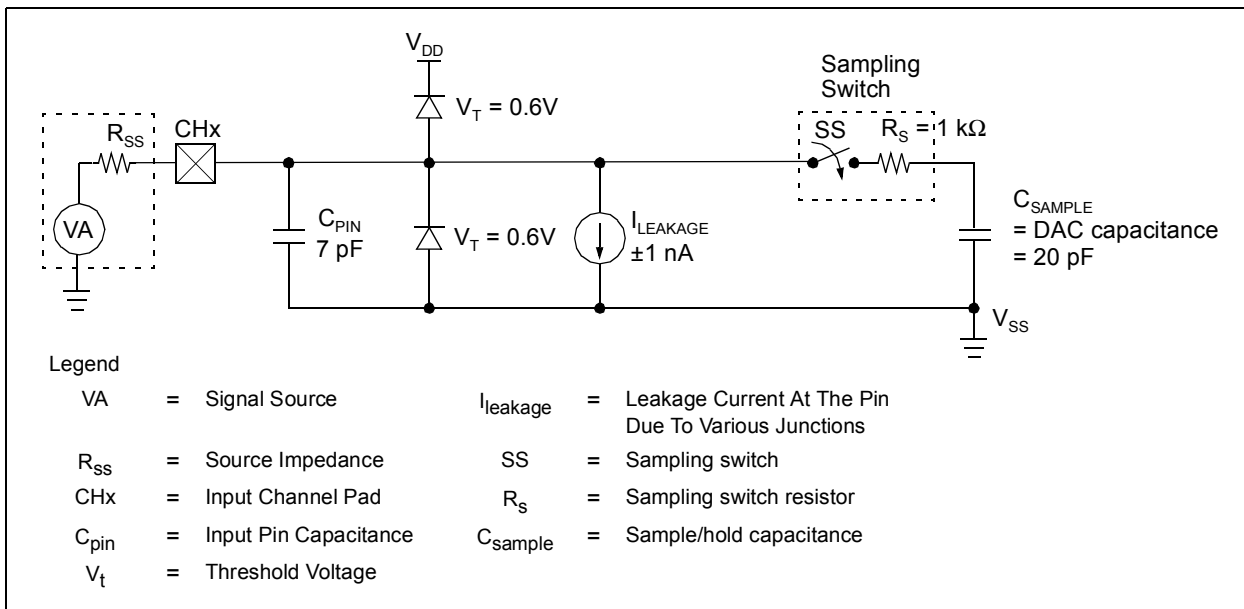 V_DD
Sampling
Switch
V_T = 0.6V
R_SS
CHx
SS
R_S = 1 kΩ
VA
C_PIN
7 pF
V_T = 0.6V
I_LEAKAGE
±1 nA
C_SAMPLE
= DAC capacitance
= 20 pF
V_SS
Legend
VA = Signal Source
I_leakage = Leakage Current At The Pin
Due To Various Junctions
R_ss = Source Impedance
SS = Sampling switch
CHx = Input Channel Pad
R_s = Sampling switch resistor
C_pin = Input Pin Capacitance
C_sample = Sample/hold capacitance
V_t = Threshold Voltage